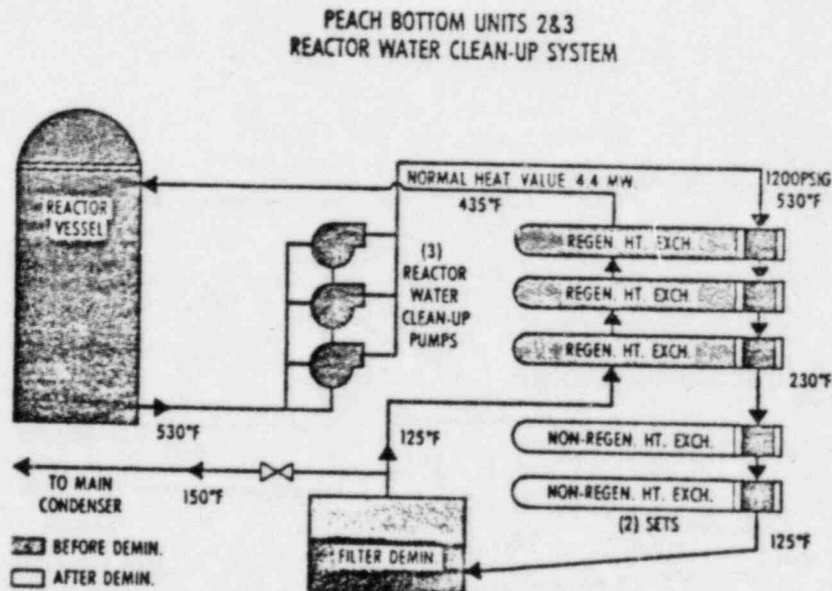 PEACH BOTTOM UNITS 2&3
REACTOR WATER CLEAN-UP SYSTEM
NORMAL HEAT VALUE 4.4 MW.
1200PSIG
435°F
530°F
REACTOR
VESSEL
REGEN. HT. EXCH.
(3)
REACTOR
WATER
CLEAN-UP
PUMPS
REGEN. HT. EXCH.
REGEN. HT. EXCH.
230°F
530°F
125°F
NON-REGEN. HT. EXCH.
TO MAIN
CONDENSER
150°F
NON-REGEN. HT. EXCH.
(2) SETS
125°F
BEFORE DEMIN.
FILTER DEMIN
AFTER DEMIN.